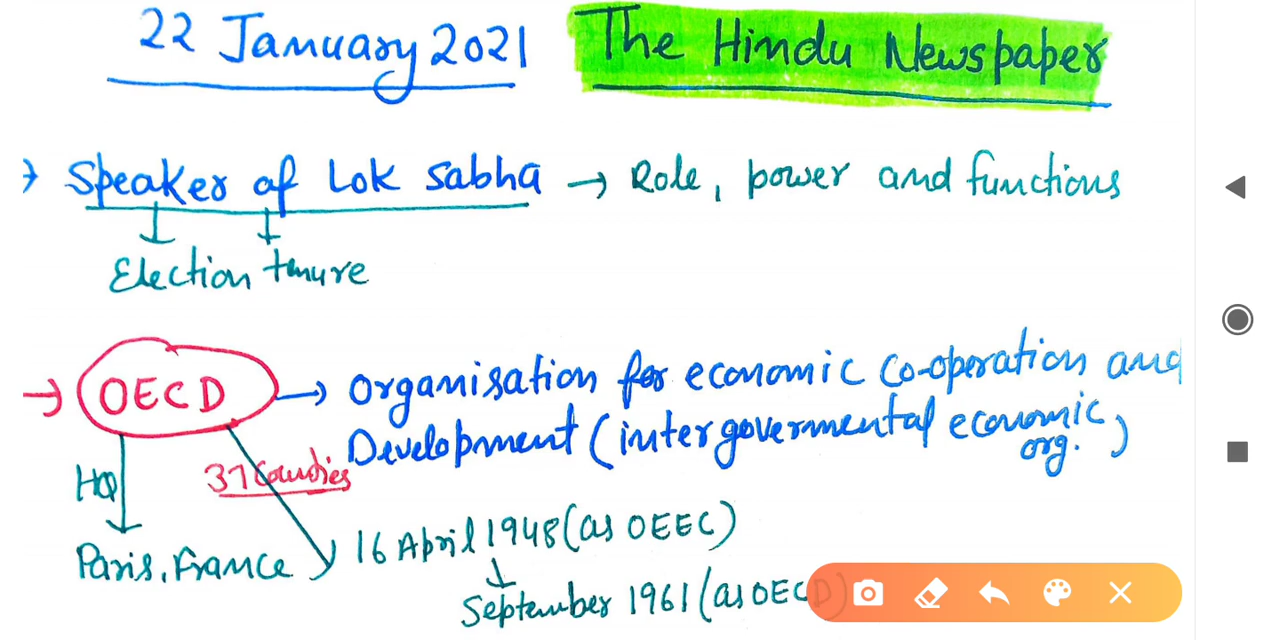 22 January 2021 The Hindu Newspaper
→ Speaker of Lok Sabha → Role, power and functions
Election tenure
→ OECD → Organisation for economic co-operation and
Development (intergovernmental economic
org.)
HQ 37 Countries
Paris, France 16 April 1948 (as OEEC)
September 1961 (as OECD)